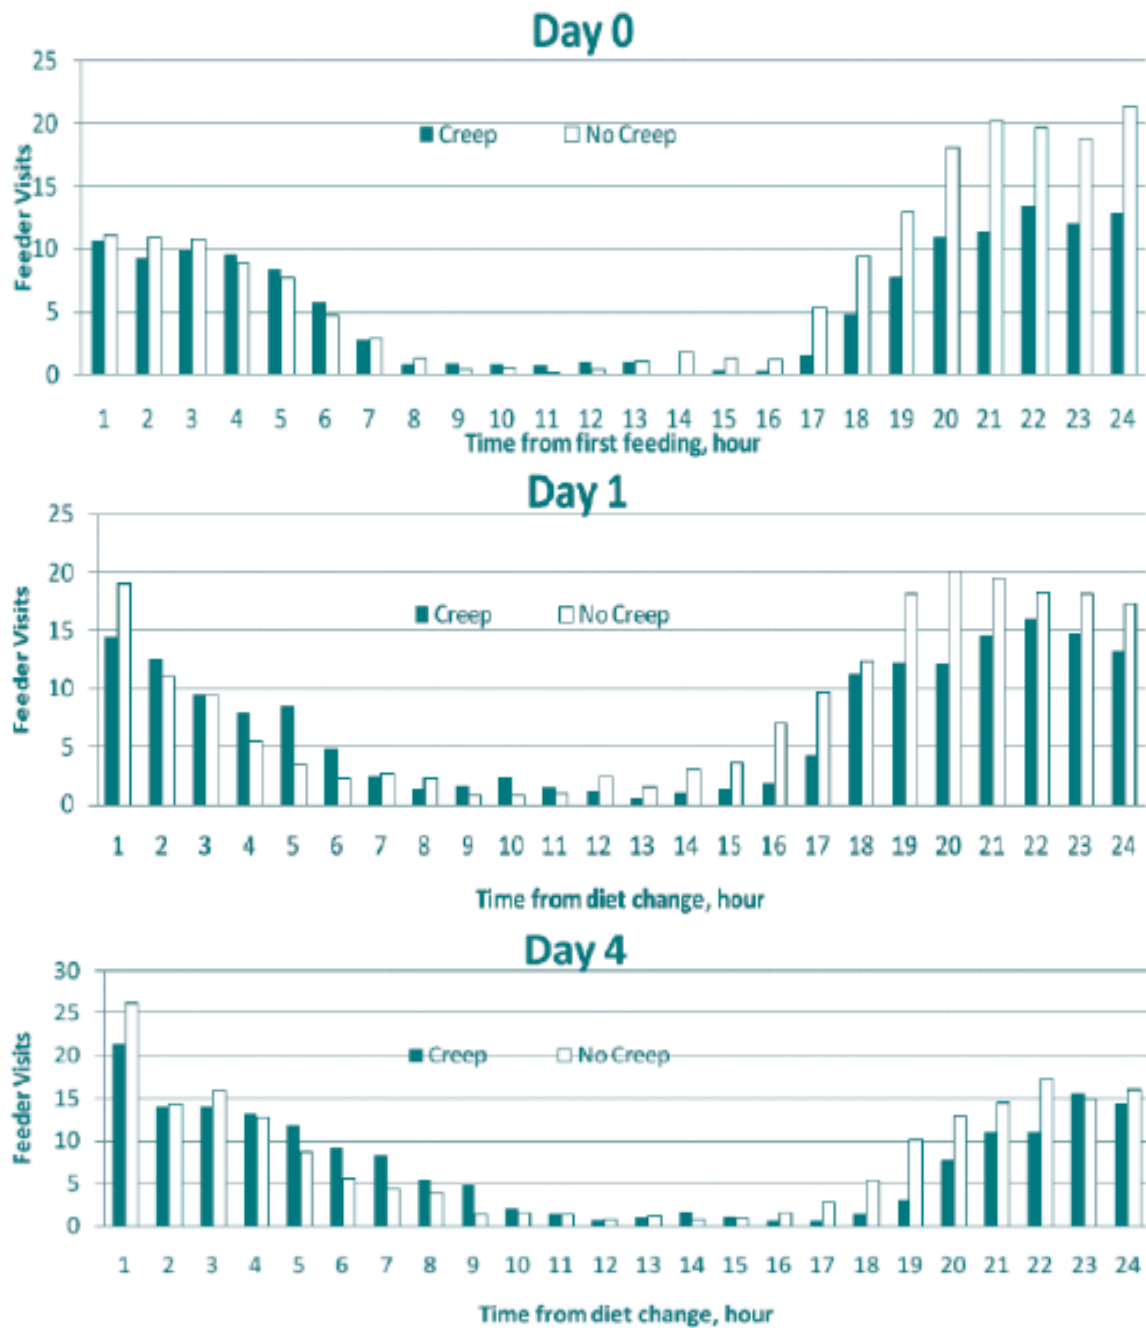 Day 0
25
20
15
10
5
0
Feeder Visits
Creep No Creep
1 2 3 4 5 6 7 8 9 10 11 12 13 14 15 16 17 18 19 20 21 22 23 24
Time from first feeding, hour
Day 1
25
20
15
10
5
0
Feeder Visits
Creep No Creep
1 2 3 4 5 6 7 8 9 10 11 12 13 14 15 16 17 18 19 20 21 22 23 24
Time from diet change, hour
Day 4
30
25
20
15
10
5
0
Feeder Visits
Creep No Creep
1 2 3 4 5 6 7 8 9 10 11 12 13 14 15 16 17 18 19 20 21 22 23 24
Time from diet change, hour